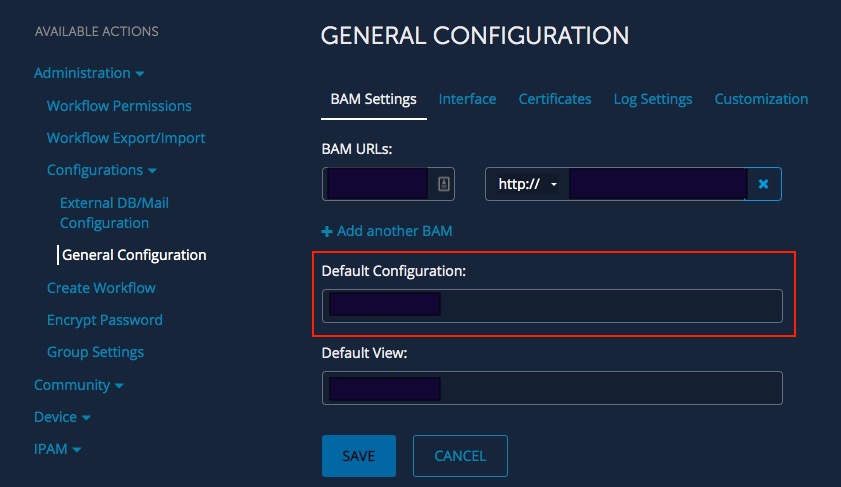 AVAILABLE ACTIONS
Administration
Workflow Permissions
Workflow Export/Import
Configurations
External DB/Mail
Configuration
General Configuration
Create Workflow
Encrypt Password
Group Settings
Community
Device
IPAM
GENERAL CONFIGURATION
BAM Settings Interface Certificates Log Settings Customization
BAM URLs:
http://
+ Add another BAM
Default Configuration:
Default View:
SAVE CANCEL